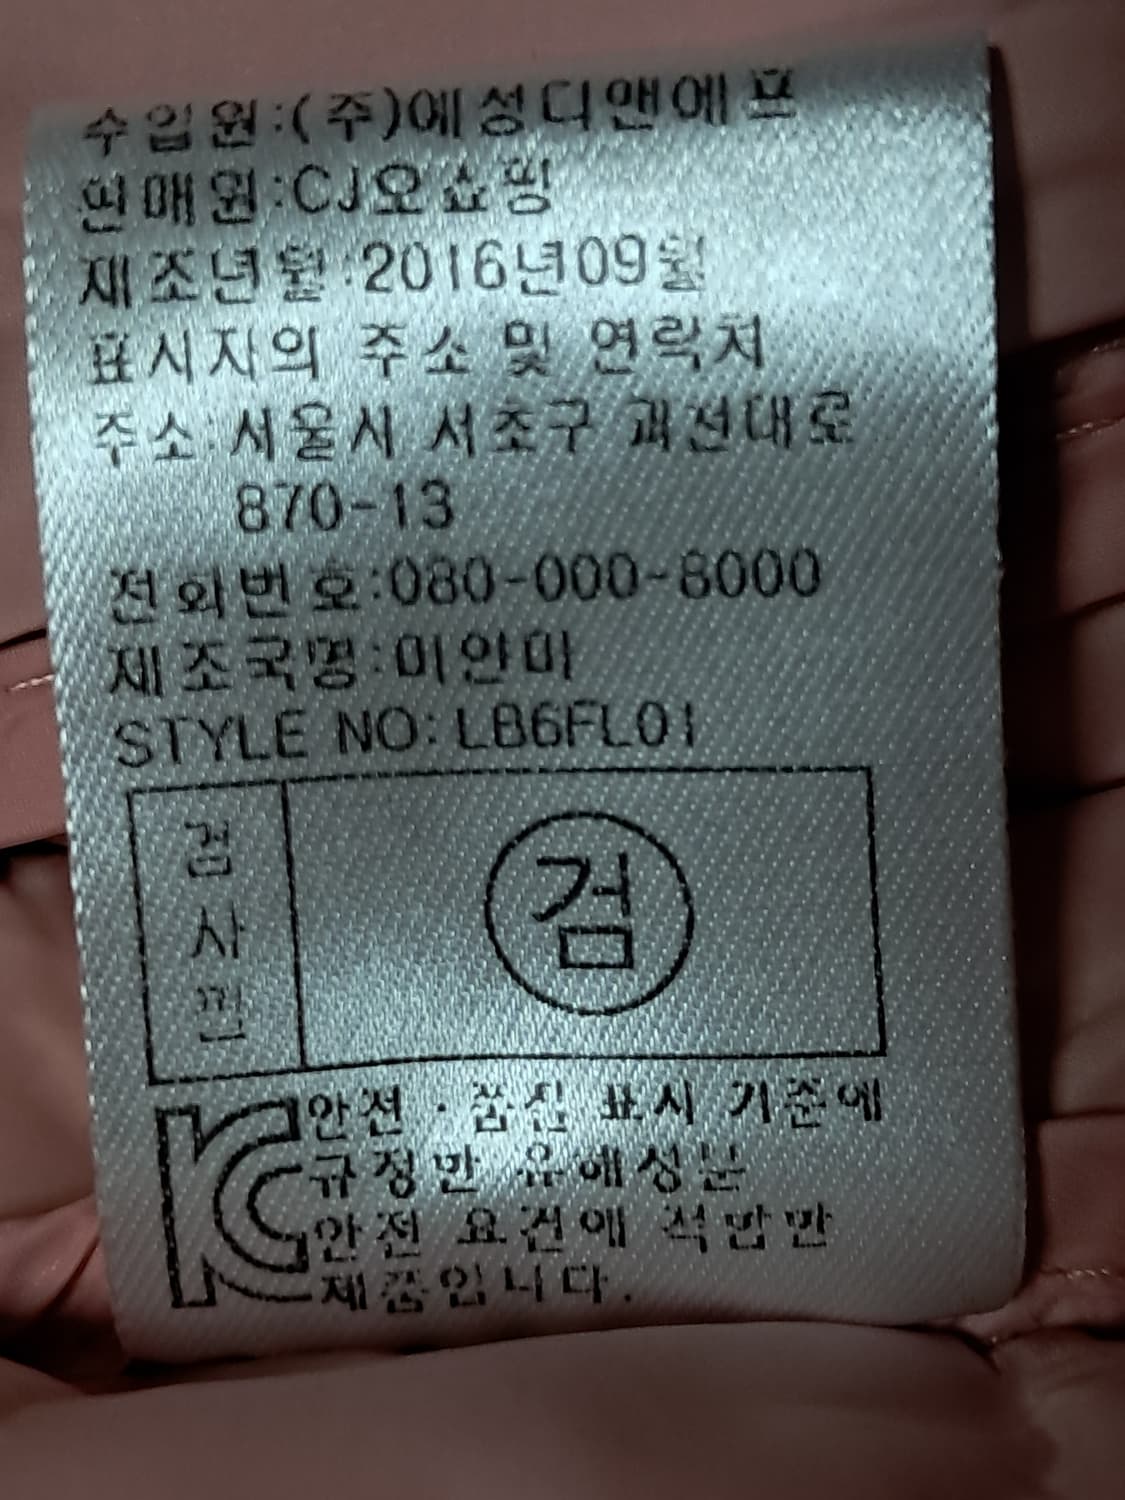 수입원:(주)에성디앤에프
판매원:CJ오쇼핑
제조년월:2016년09월
표시자의 주소 및 연락처
주소:서울시 서초구 과천대로
870-13
전화번호:080-000-8000
제조국명:미얀마
STYLE NO:LB6FL01
검사필
검
안전·품질 표시 기준에
규정한 유해성분
안전 요건에 적합한
제품입니다.